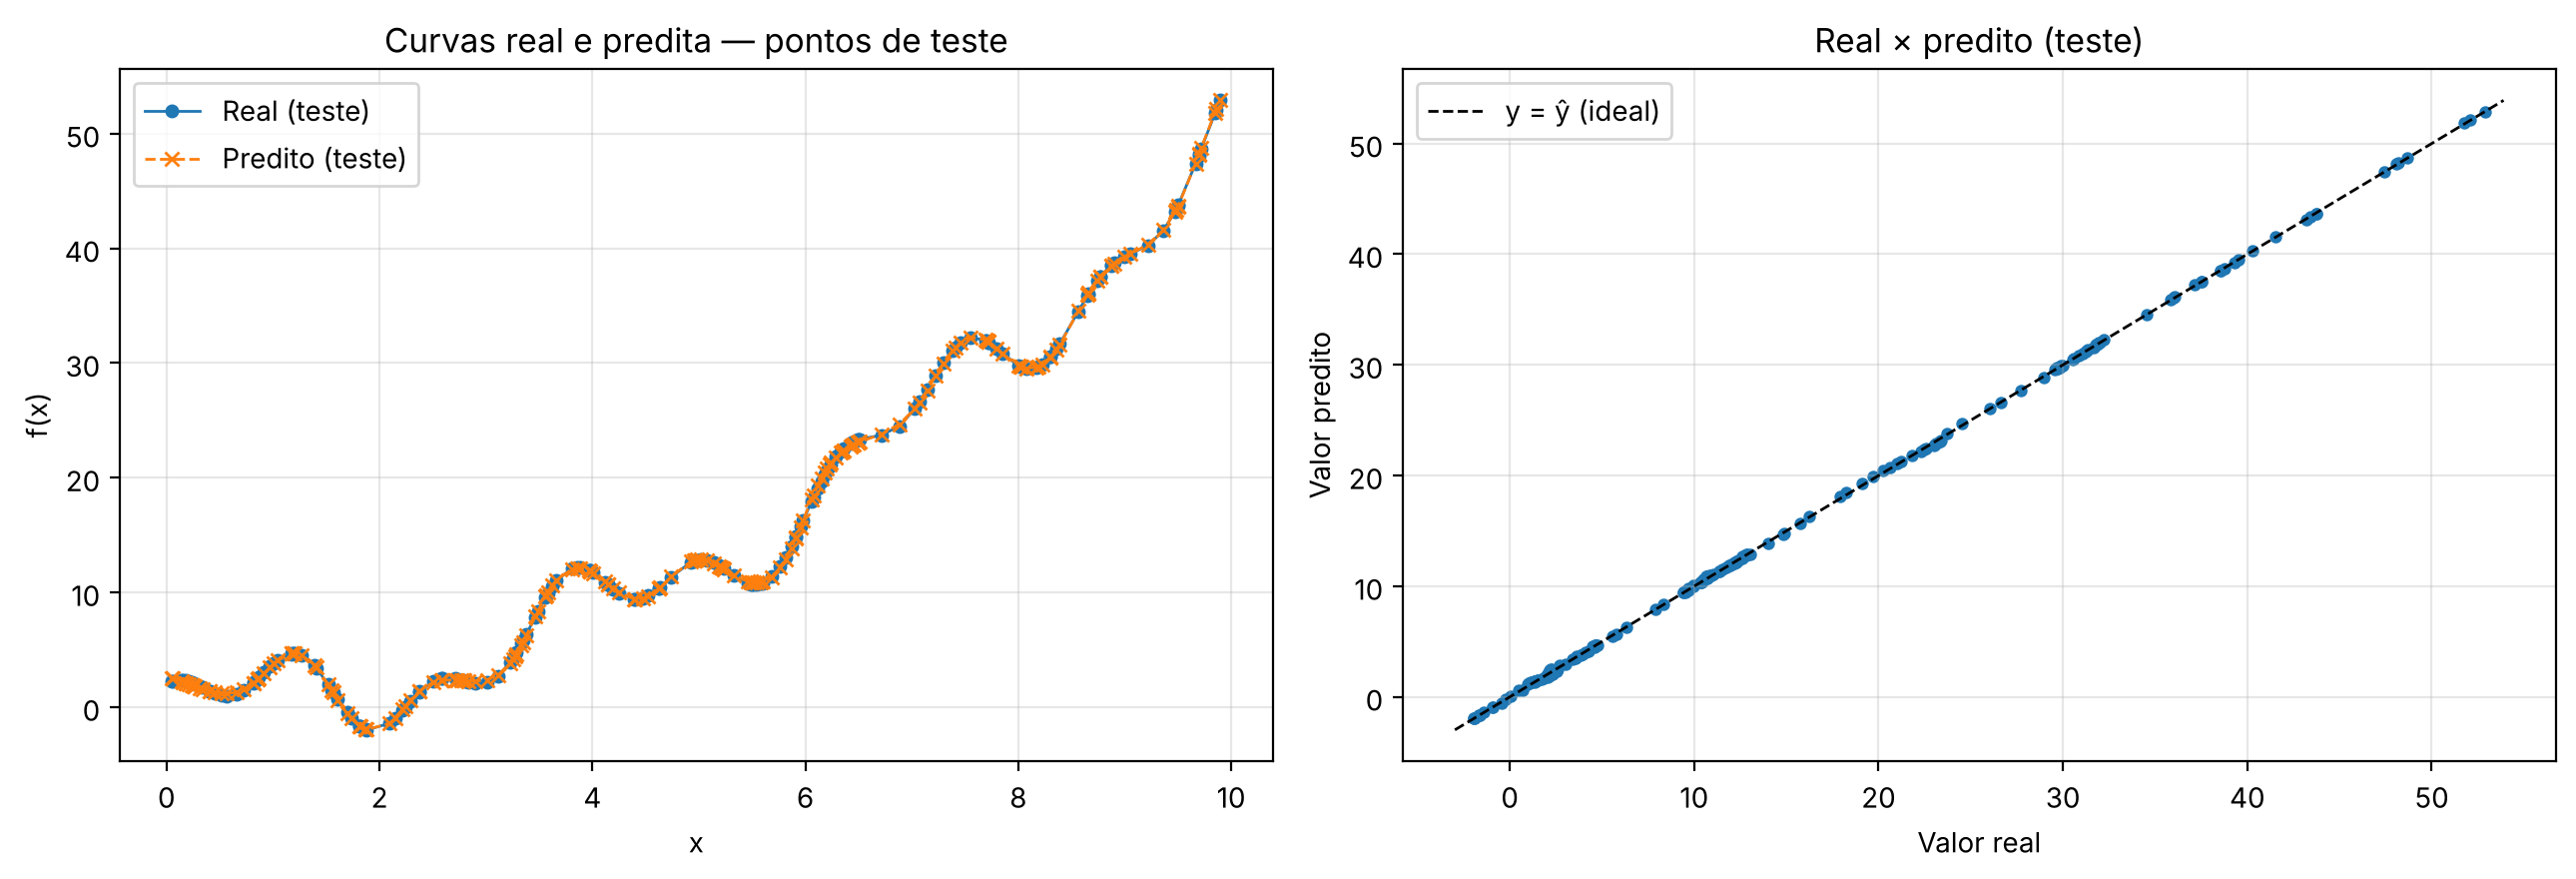 Curvas real e predita — pontos de teste
Real (teste)
Predito (teste)
f(x)
50
40
30
20
10
0
0 2 4 6 8 10
x
Real × predito (teste)
y = ŷ (ideal)
Valor predito
50
40
30
20
10
0
0 10 20 30 40 50
Valor real